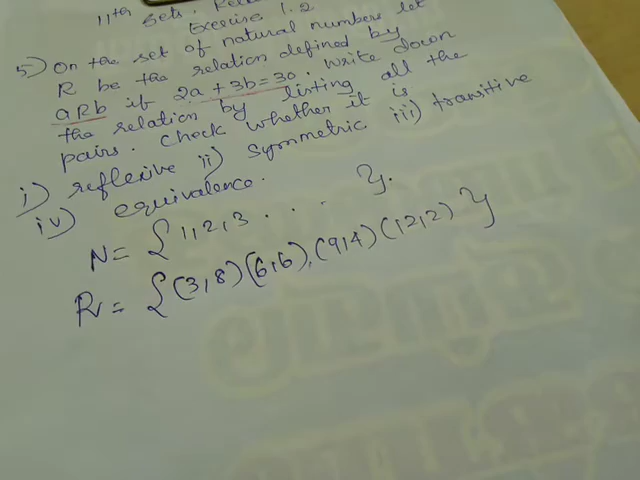 11th Sets, Rel
Exercise 1.2
5) On the set of natural numbers let
R be the relation defined by
aRb if 2a + 3b = 30. Write down
the relation by listing all the
pairs. Check whether it is
i) reflexive ii) symmetric iii) transitive
iv) equivalence.
N = {1,2,3 . . . }.
R = {(3,8)(6,6),(9,4)(12,2)}